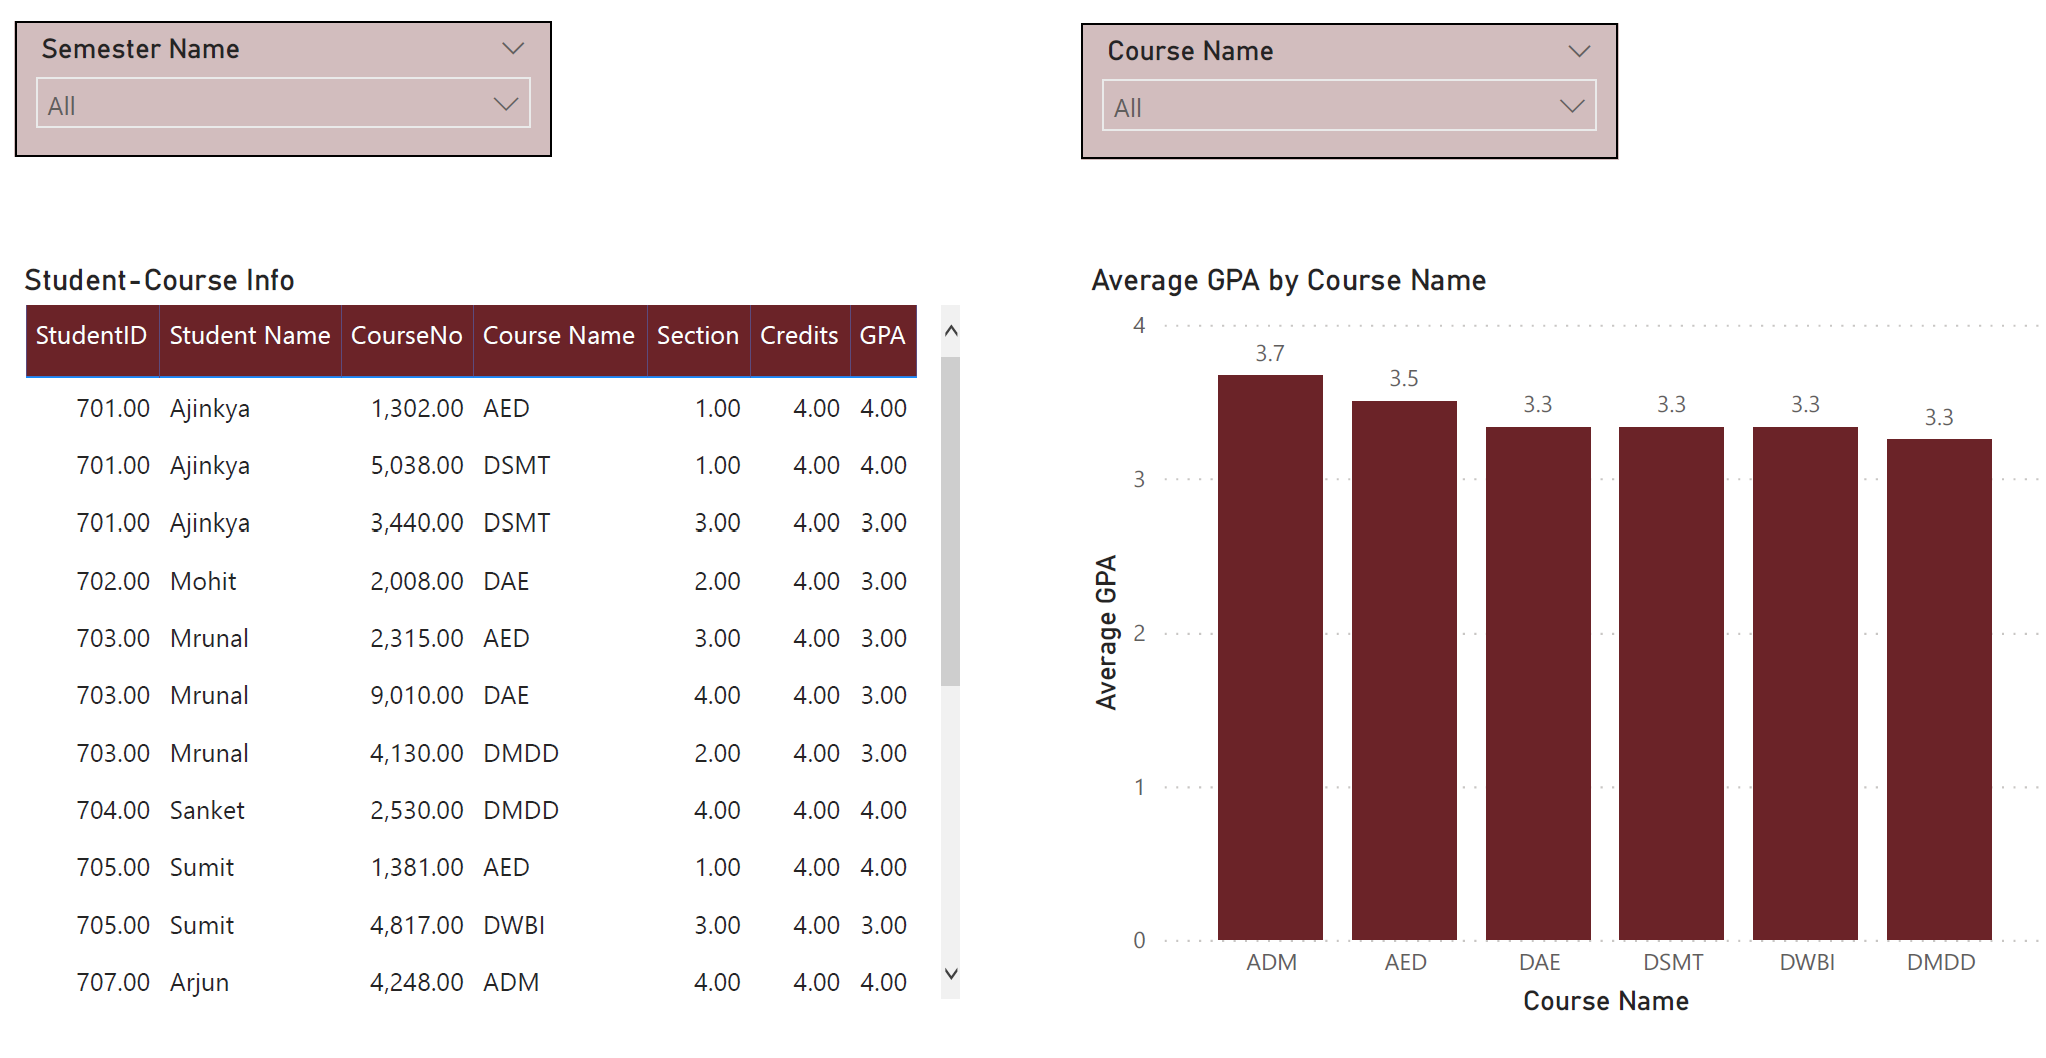 Semester Name
All
Course Name
All
Student-Course Info
StudentID Student Name CourseNo Course Name Section Credits GPA
701.00 Ajinkya 1,302.00 AED 1.00 4.00 4.00
701.00 Ajinkya 5,038.00 DSMT 1.00 4.00 4.00
701.00 Ajinkya 3,440.00 DSMT 3.00 4.00 3.00
702.00 Mohit 2,008.00 DAE 2.00 4.00 3.00
703.00 Mrunal 2,315.00 AED 3.00 4.00 3.00
703.00 Mrunal 9,010.00 DAE 4.00 4.00 3.00
703.00 Mrunal 4,130.00 DMDD 2.00 4.00 3.00
704.00 Sanket 2,530.00 DMDD 4.00 4.00 4.00
705.00 Sumit 1,381.00 AED 1.00 4.00 4.00
705.00 Sumit 4,817.00 DWBI 3.00 4.00 3.00
707.00 Arjun 4,248.00 ADM 4.00 4.00 4.00
Average GPA by Course Name
Average GPA
4
3
2
1
0
3.7 3.5 3.3 3.3 3.3 3.3
ADM AED DAE DSMT DWBI DMDD
Course Name